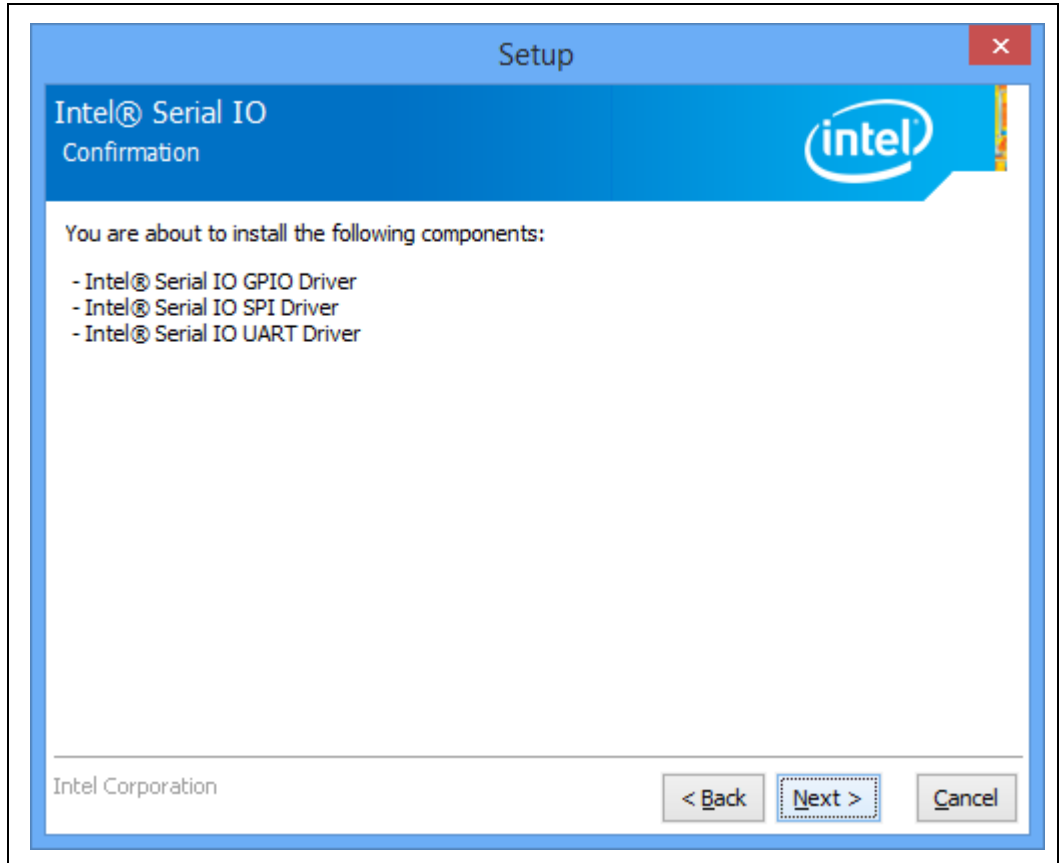 Setup
Intel® Serial IO
Confirmation
intel
You are about to install the following components:
- Intel® Serial IO GPIO Driver
- Intel® Serial IO SPI Driver
- Intel® Serial IO UART Driver
Intel Corporation
< Back Next > Cancel